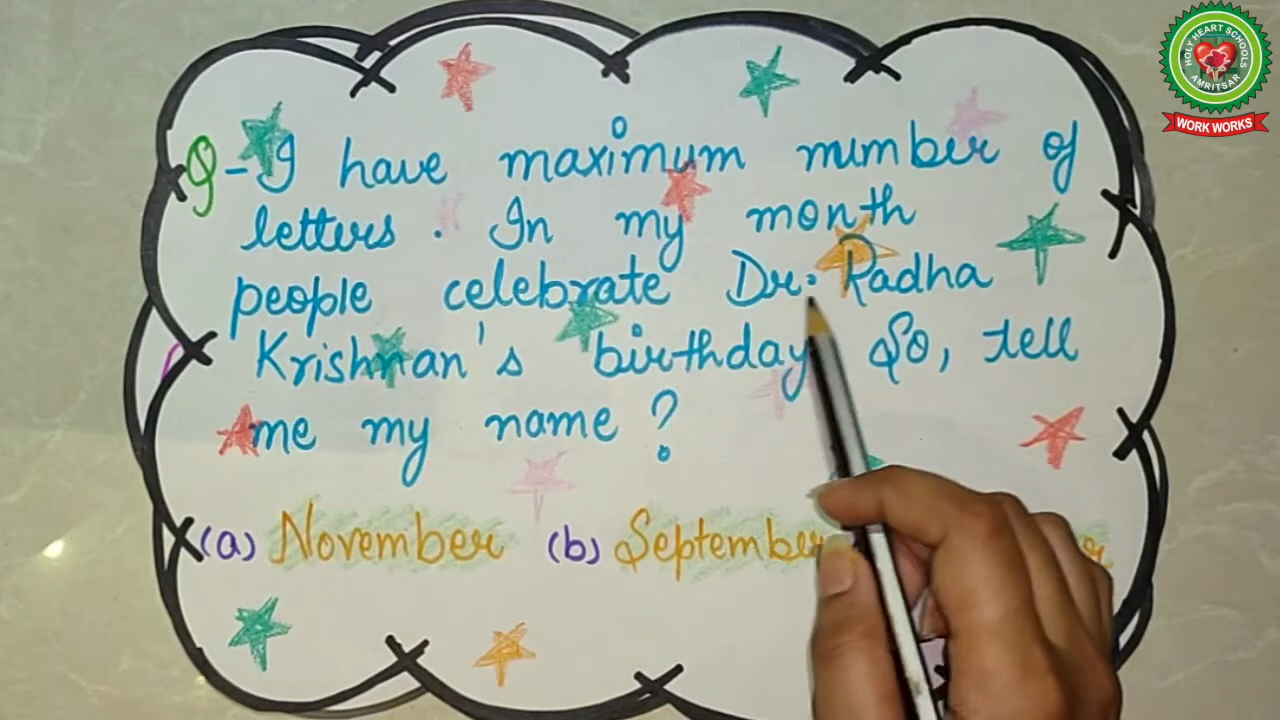 Q-I have maximum number of
letters. In my month
people celebrate Dr. Radha
Krishnan's birthday So, tell
me my name?
(a) November (b) September
HOLY HEART SCHOOLS
AMRITSAR
WORK WORKS